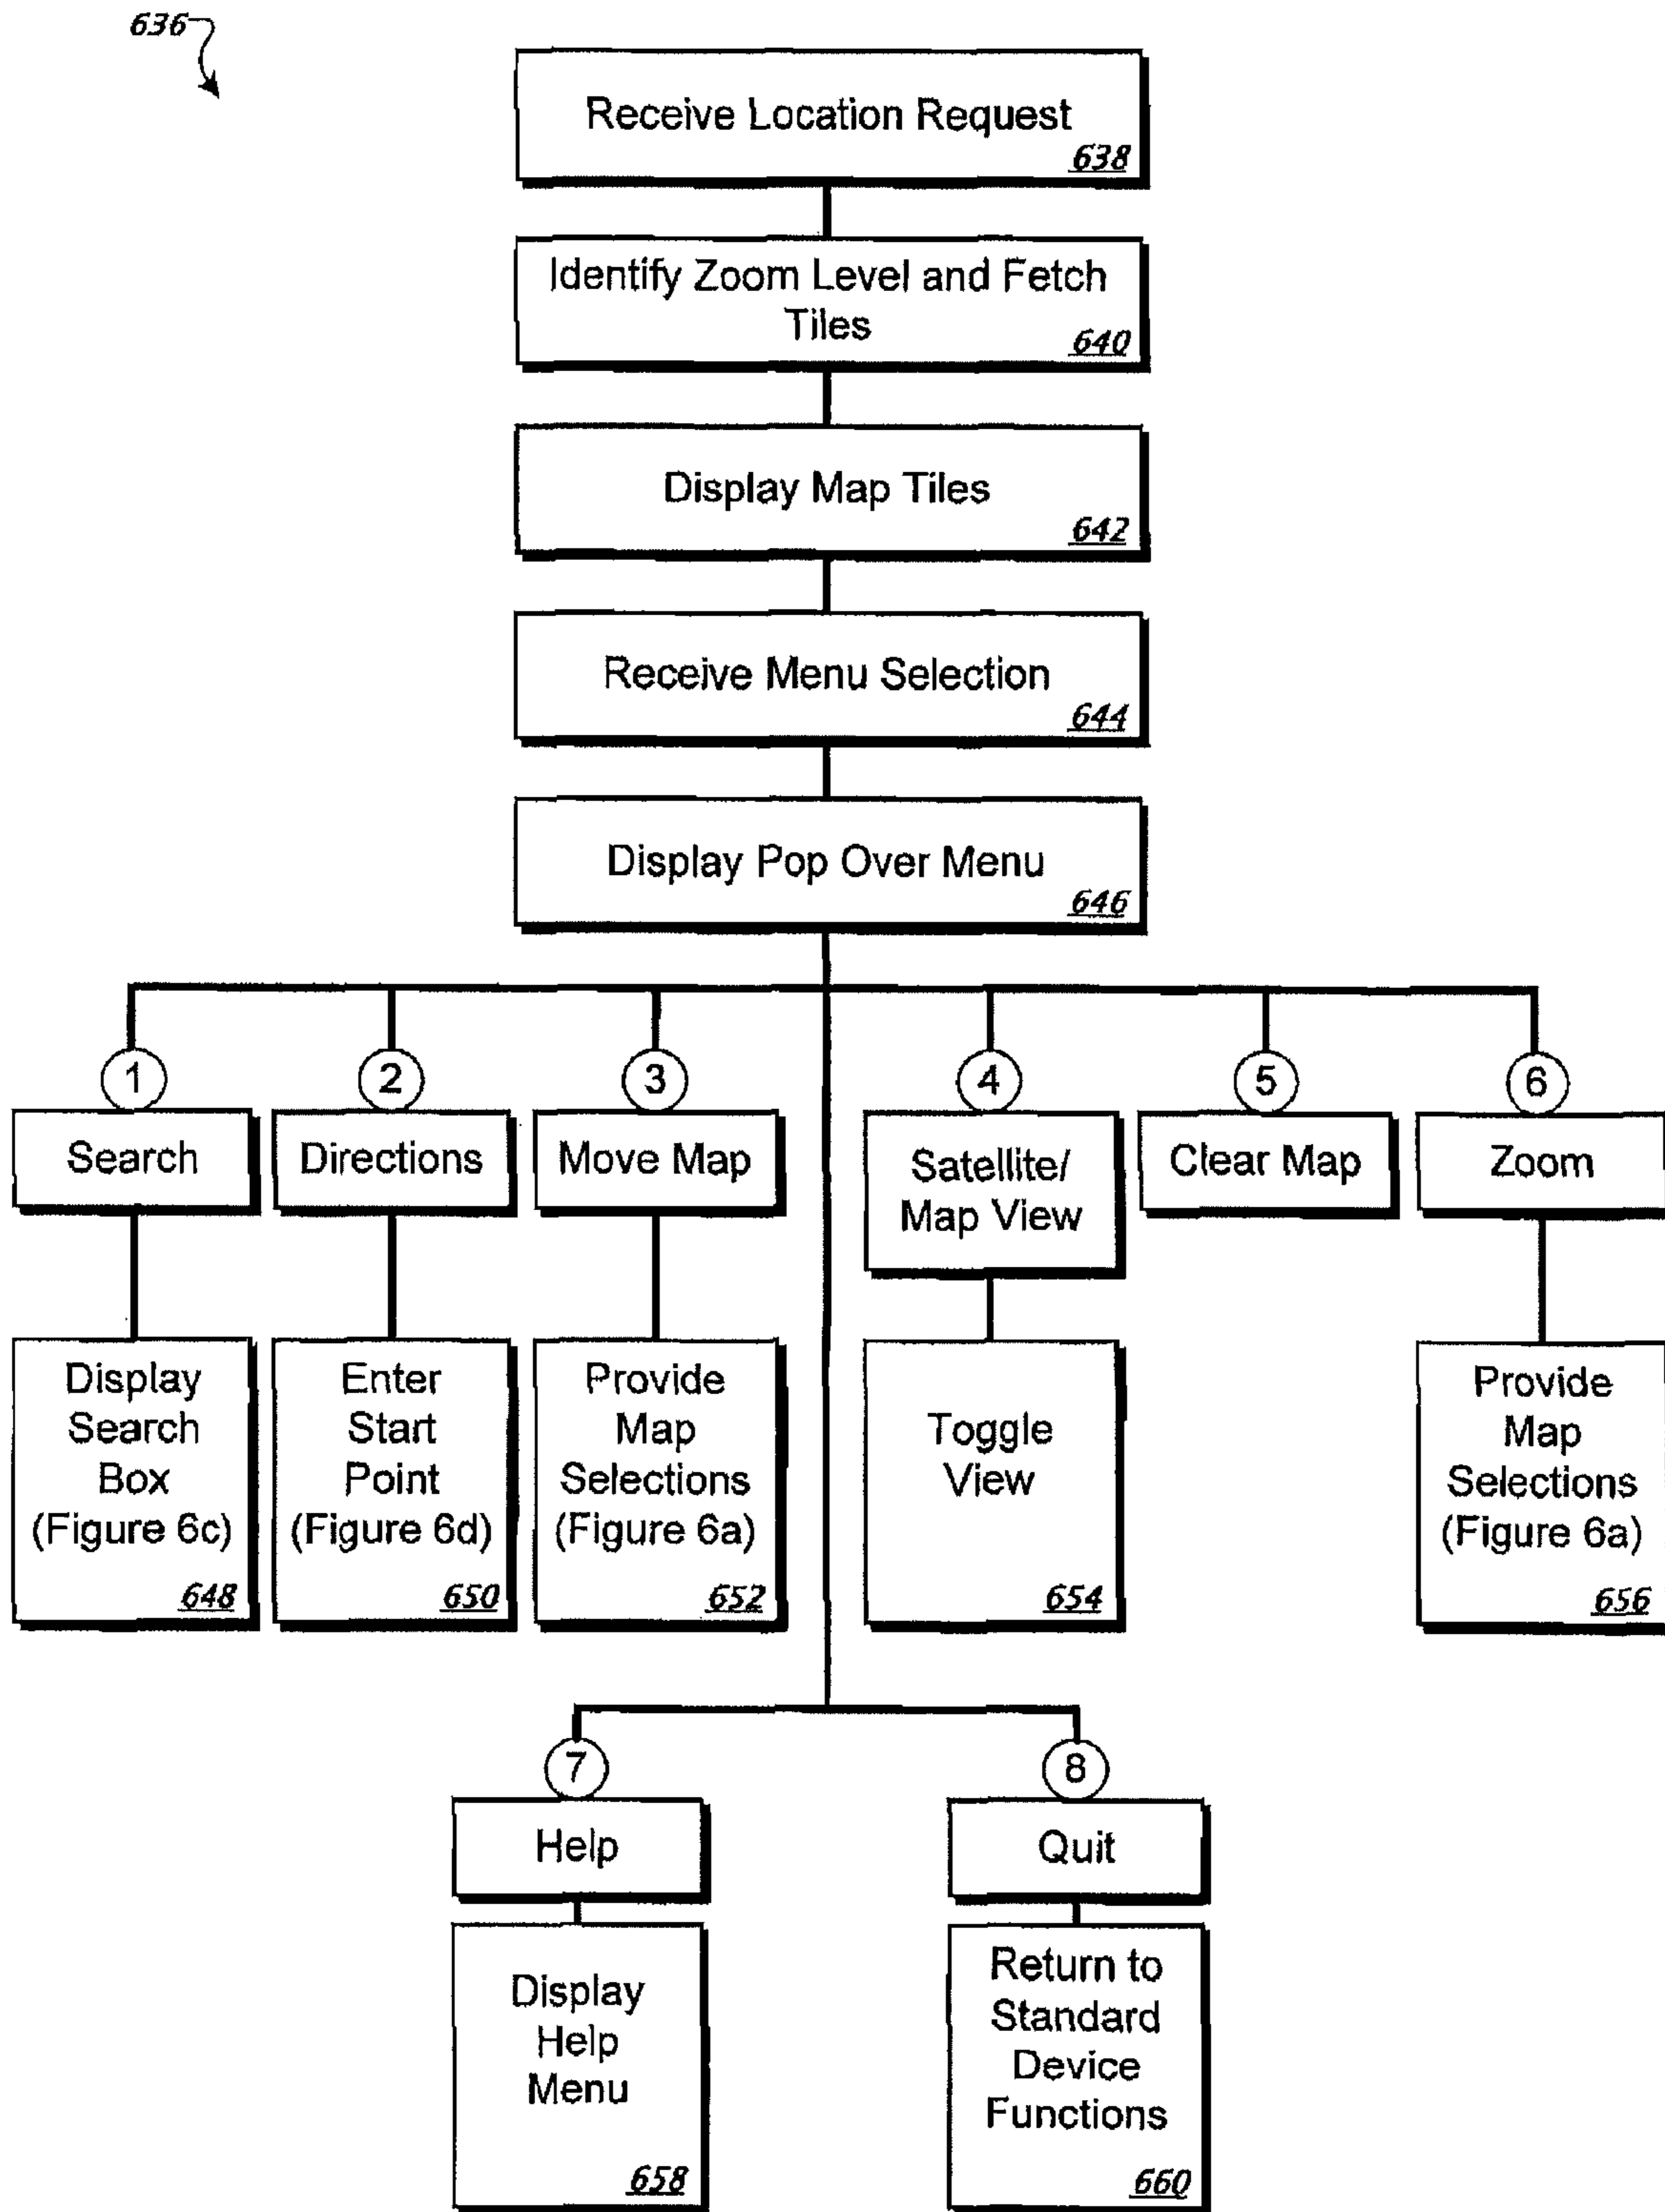 636
Receive Location Request
638
Identify Zoom Level and Fetch
Tiles
640
Display Map Tiles
642
Receive Menu Selection
644
Display Pop Over Menu
646
1
Search
Display
Search
Box
(Figure 6c)
648
2
Directions
Enter
Start
Point
(Figure 6d)
650
3
Move Map
Provide
Map
Selections
(Figure 6a)
652
4
Satellite/
Map View
Toggle
View
654
5
Clear Map
6
Zoom
Provide
Map
Selections
(Figure 6a)
656
7
Help
Display
Help
Menu
658
8
Quit
Return to
Standard
Device
Functions
660